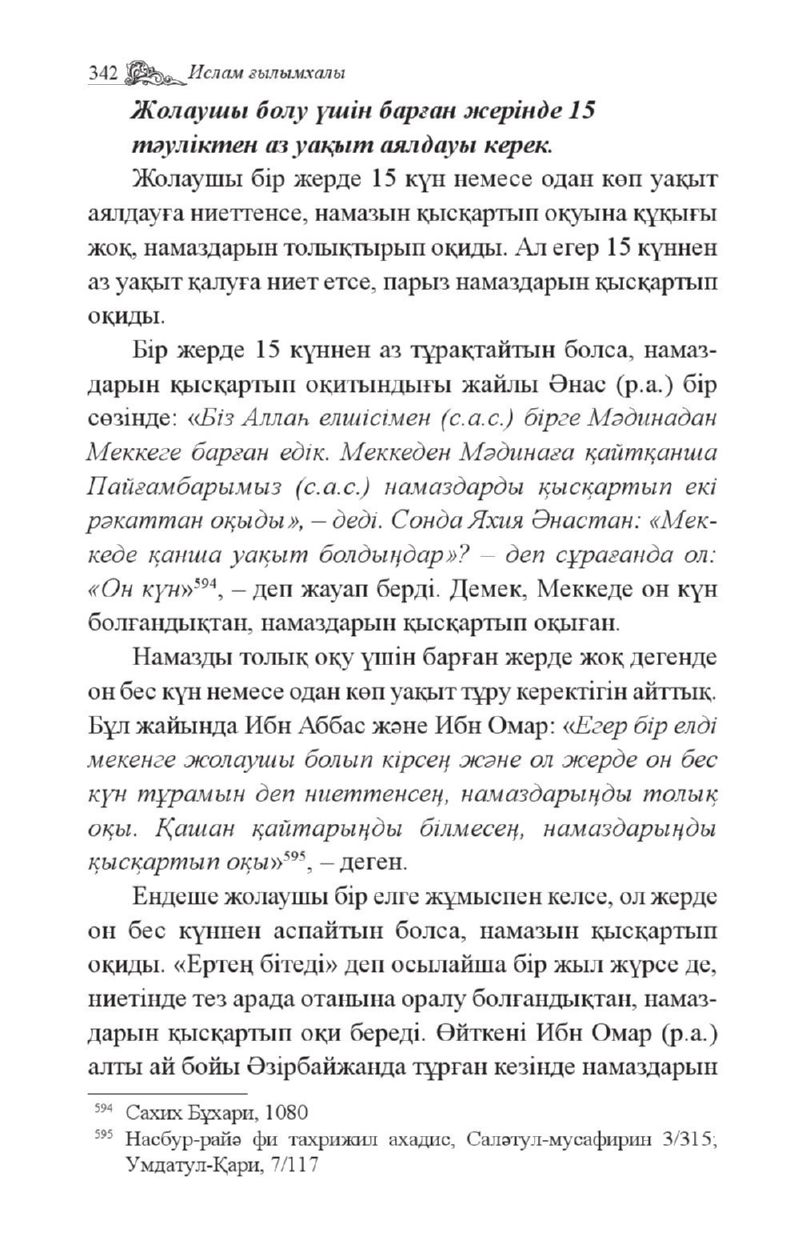 342 Ислам ғылымхалы
Жолаушы болу үшін барған жерінде 15
тәуліктен аз уақыт аялдауы керек.
Жолаушы бір жерде 15 күн немесе одан көп уақыт
аялдауға ниеттенсе, намазын қысқартып оқуына құқығы
жоқ, намаздарын толықтырып оқиды. Ал егер 15 күннен
аз уақыт қалуға ниет етсе, парыз намаздарын қысқартып
оқиды.
Бір жерде 15 күннен аз тұрақтайтын болса, намаз-
дарын қысқартып оқитындығы жайлы Әнас (р.а.) бір
сөзінде: «Біз Аллаһ елшісімен (с.а.с.) бірге Мәдинадан
Меккеге барған едік. Меккеден Мәдинаға қайтқанша
Пайғамбарымыз (с.а.с.) намаздарды қысқартып екі
рәкаттан оқыды», – деді. Сонда Яхия Әнастан: «Мек-
кеде қанша уақыт болдыңдар»? – деп сұрағанда ол:
«Он күн»⁵⁹⁴, – деп жауап берді. Демек, Меккеде он күн
болғандықтан, намаздарын қысқартып оқыған.
Намазды толық оқу үшін барған жерде жоқ дегенде
он бес күн немесе одан көп уақыт тұру керектігін айттық.
Бұл жайында Ибн Аббас және Ибн Омар: «Егер бір елді
мекенге жолаушы болып кірсең және ол жерде он бес
күн тұрамын деп ниеттенсең, намаздарыңды толық
оқы. Қашан қайтарыңды білмесең, намаздарыңды
қысқартып оқы»⁵⁹⁵, – деген.
Ендеше жолаушы бір елге жұмыспен келсе, ол жерде
он бес күннен аспайтын болса, намазын қысқартып
оқиды. «Ертең бітеді» деп осылайша бір жыл жүрсе де,
ниетінде тез арада отанына оралу болғандықтан, намаз-
дарын қысқартып оқи береді. Өйткені Ибн Омар (р.а.)
алты ай бойы Әзірбайжанда тұрған кезінде намаздарын
⁵⁹⁴ Сахих Бұхари, 1080
⁵⁹⁵ Насбур-райә фи тахрижил ахадис, Саләтул-мусафирин 3/315;
Умдатул-Қари, 7/117